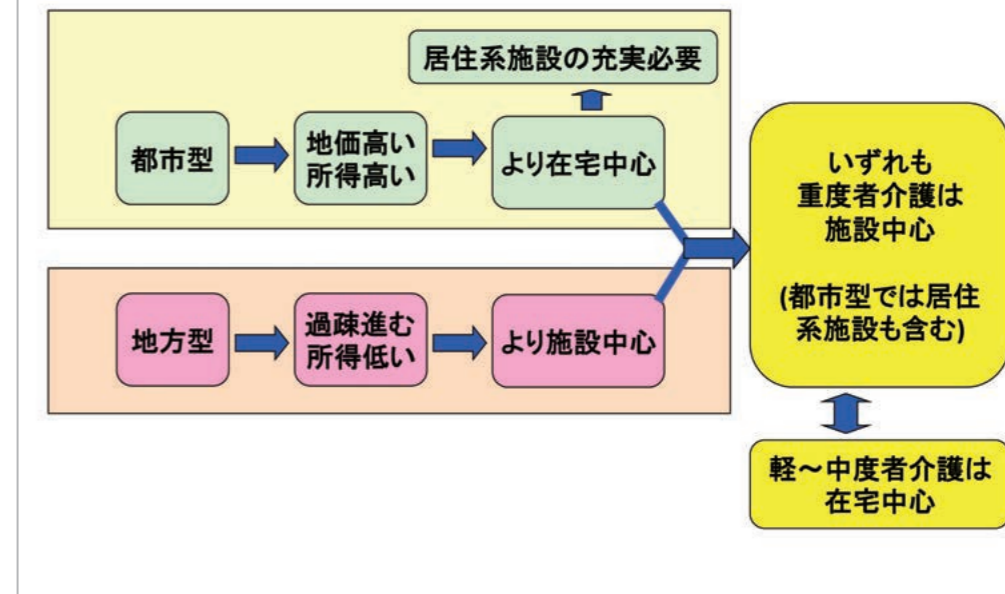 居住系施設の充実必要
都市型
地価高い
所得高い
より在宅中心
地方型
過疎進む
所得低い
より施設中心
いずれも
重度者介護は
施設中心
(都市型では居住
系施設も含む)
軽～中度者介護は
在宅中心